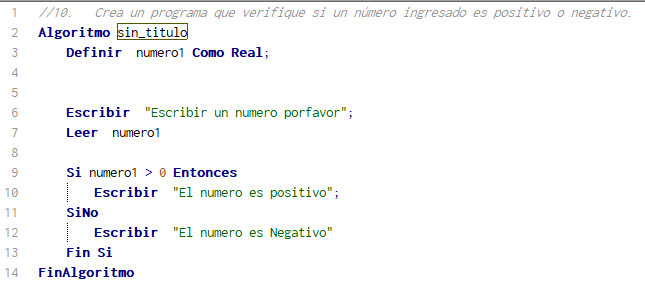 1 //10. Crea un programa que verifique si un número ingresado es positivo o negativo.
2 Algoritmo sin_titulo
3 Definir numero1 Como Real;
4
5
6 Escribir "Escribir un numero porfavor";
7 Leer numero1
8
9 Si numero1 > 0 Entonces
10 Escribir "El numero es positivo";
11 SiNo
12 Escribir "El numero es Negativo"
13 Fin Si
14 FinAlgoritmo